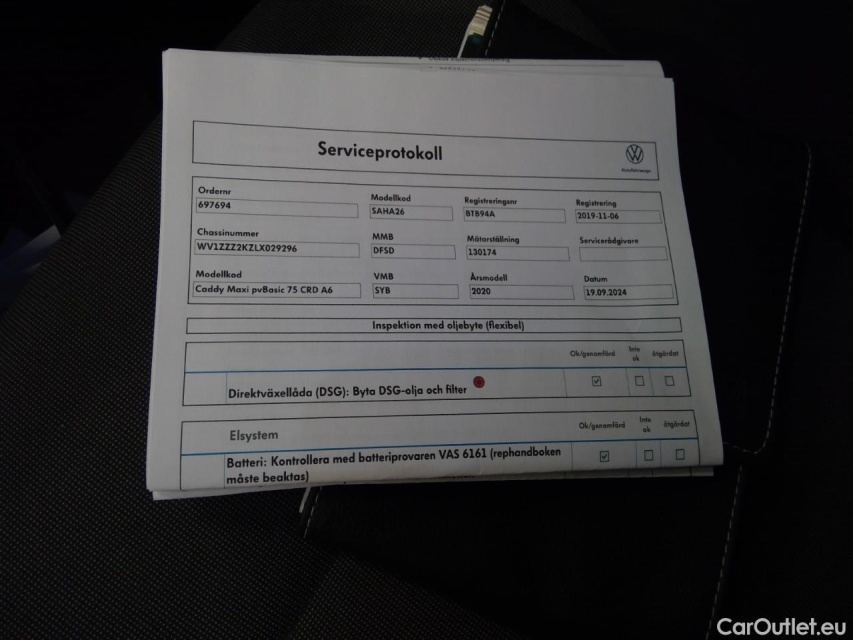 Serviceprotokoll
Ordernr Modellkod Registreringsnr Registrering
697694 SAHA26 BTB94A 2019-11-06
Chassinummer MMB Mätarställning Servicerådgivare
WV1ZZZ2KZLX029296 DFSD 130174
Modellkod VMB Årsmodell Datum
Caddy Maxi pvBasic 75 CRD A6 SYB 2020 19.09.2024
Inspektion med oljebyte (flexibel)
Ok/genomförd Inte ok åtgärdat
Direktväxellåda (DSG): Byta DSG-olja och filter
Elsystem Ok/genomförd Inte ok åtgärdat
Batteri: Kontrollera med batteriprovaren VAS 6161 (rephandboken
måste beaktas)
CarOutlet.eu